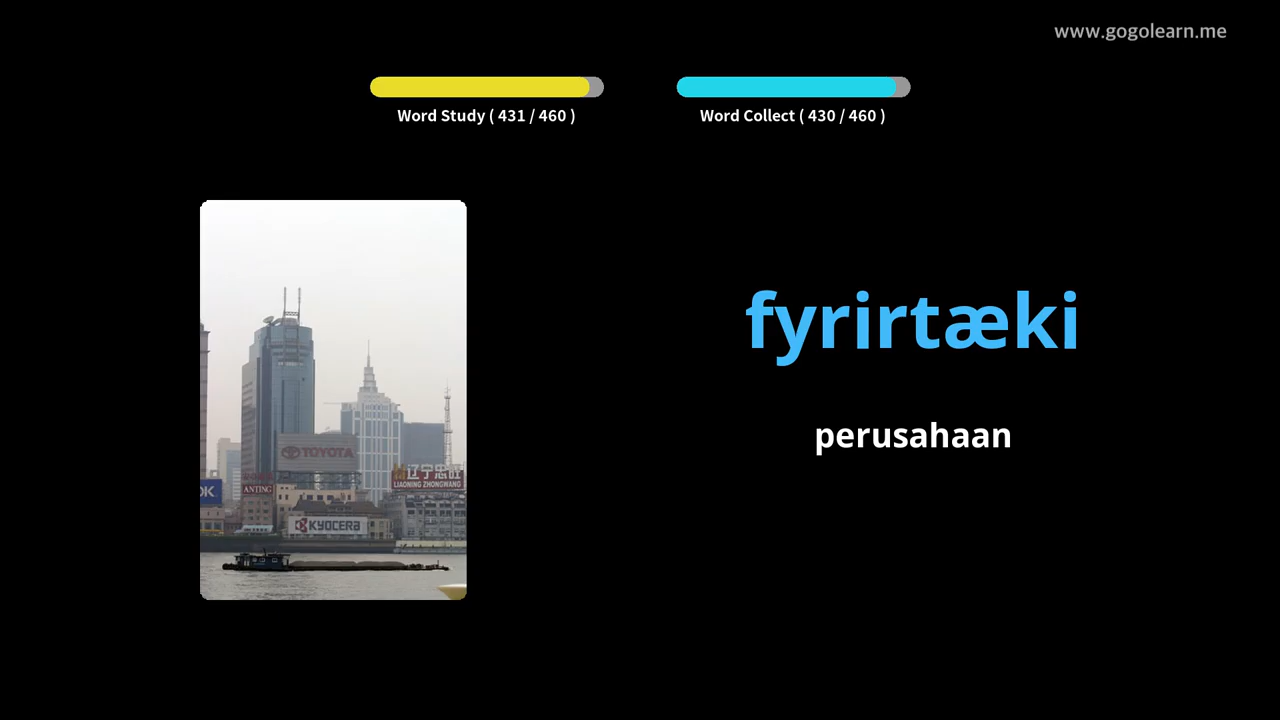 www.gogolearn.me
Word Study ( 431 / 460 )
Word Collect ( 430 / 460 )
fyrirtæki
perusahaan
TOYOTA
辽宁忠旺
LIAONING ZHONGWANG
OK
ANTING
KYOCERA